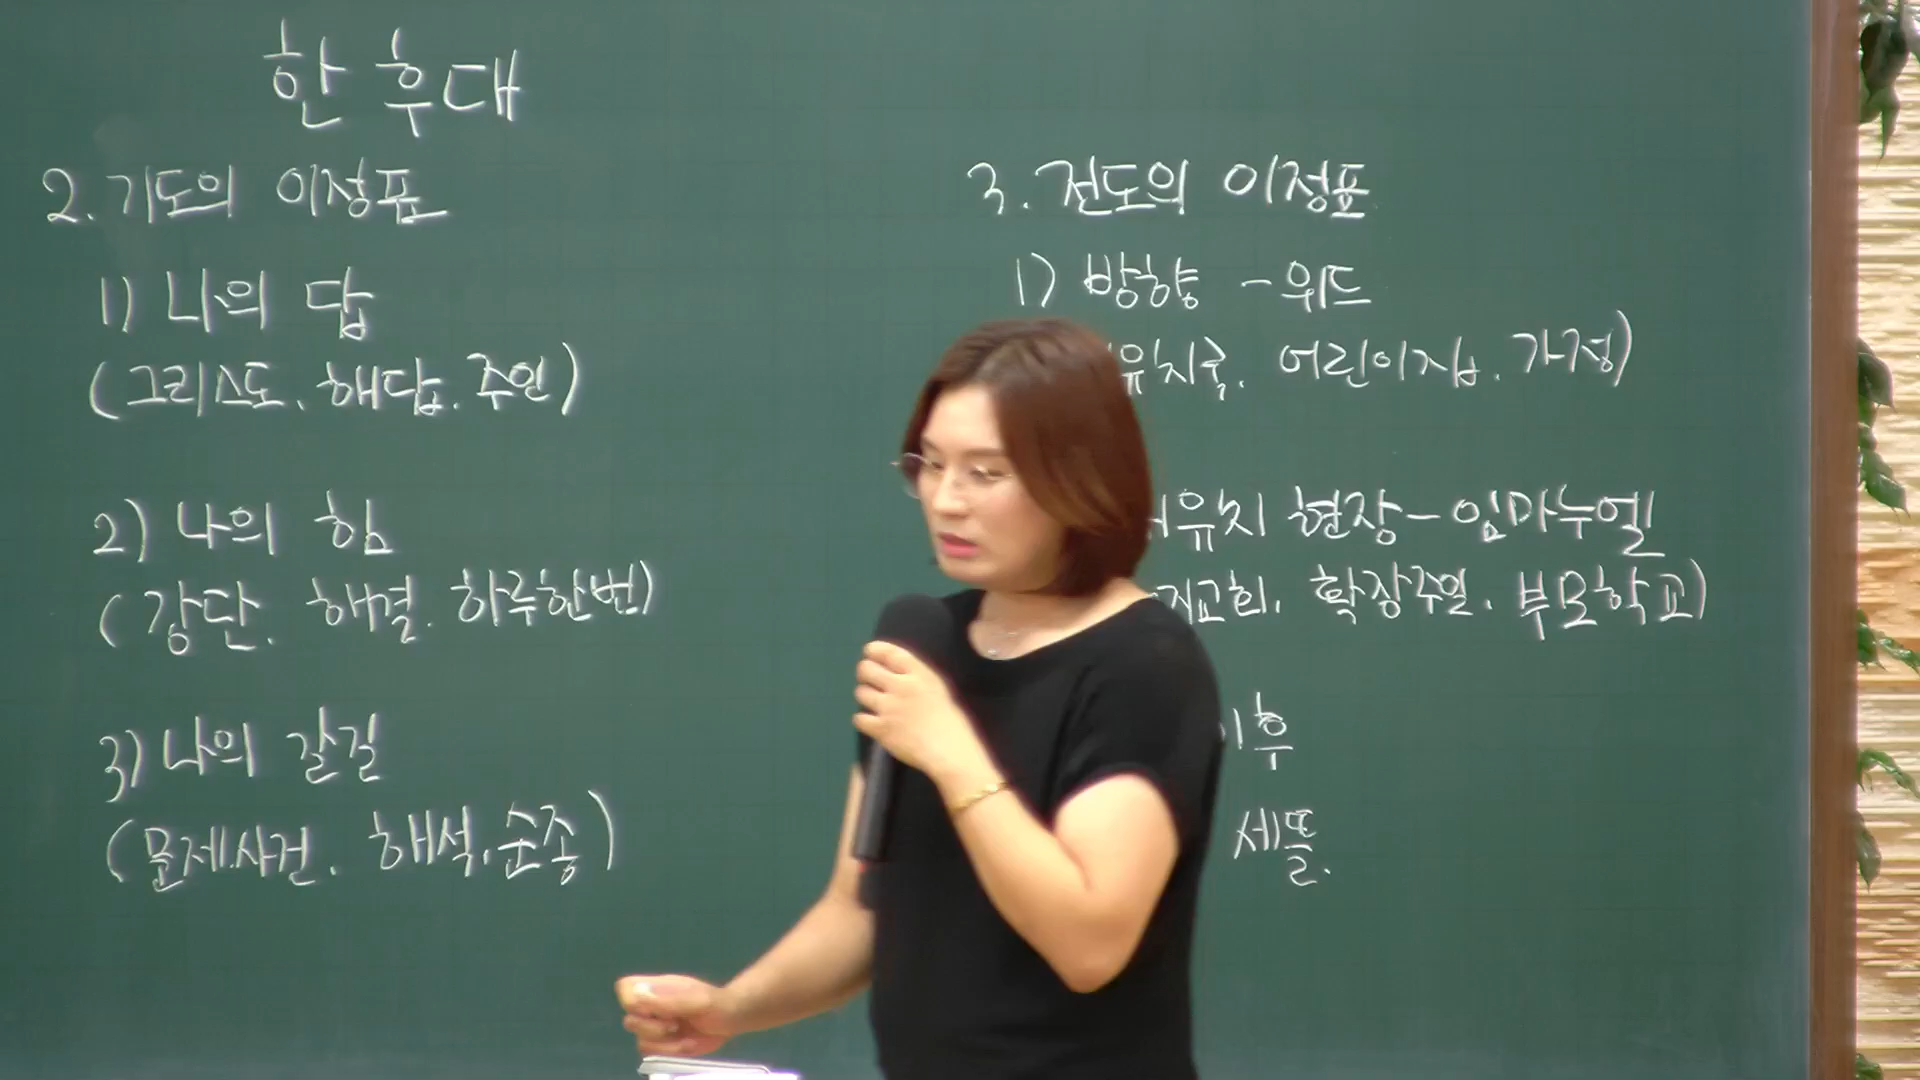 한 후대
2. 기도의 이정표
1) 나의 답
(그리스도. 해답. 주인)
2) 나의 힘
(강단. 해결. 하루한번)
3) 나의 갈길
(문제.사건. 해석.순종)
3. 전도의 이정표
1) 방향 - 위드
유치국. 어린이집. 가정)
유치 현장 - 임마누엘
지교회. 확장주일. 부모학교)
이후
세뜰.